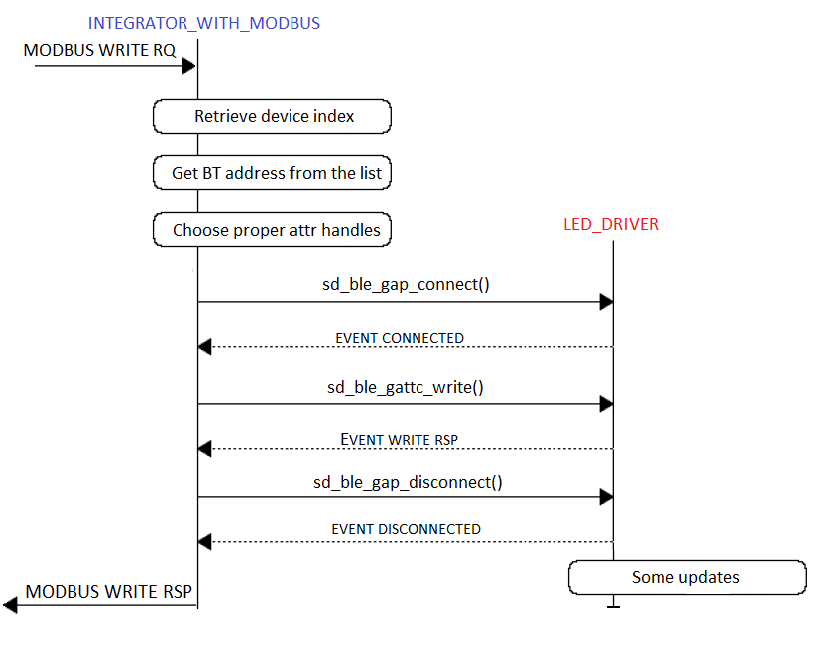 INTEGRATOR_WITH_MODBUS
MODBUS WRITE RQ
Retrieve device index
Get BT address from the list
Choose proper attr handles
LED_DRIVER
sd_ble_gap_connect()
EVENT CONNECTED
sd_ble_gattc_write()
EVENT WRITE RSP
sd_ble_gap_disconnect()
EVENT DISCONNECTED
Some updates
MODBUS WRITE RSP